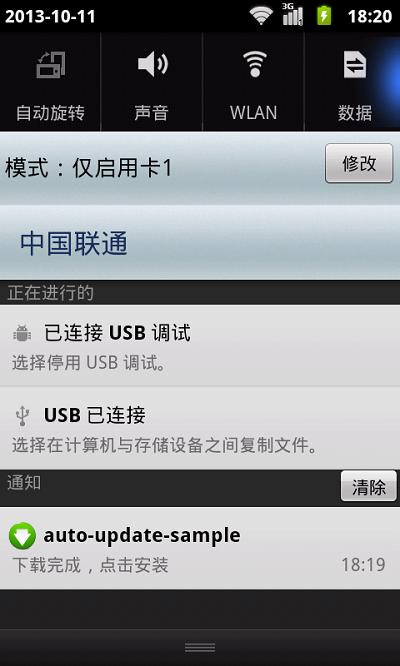 2013-10-11 3G 18:20
自动旋转 声音 WLAN 数据
模式：仅启用卡1 修改
中国联通
正在进行的
已连接 USB 调试
选择停用 USB 调试。
USB 已连接
选择在计算机与存储设备之间复制文件。
通知 清除
auto-update-sample
下载完成，点击安装 18:19